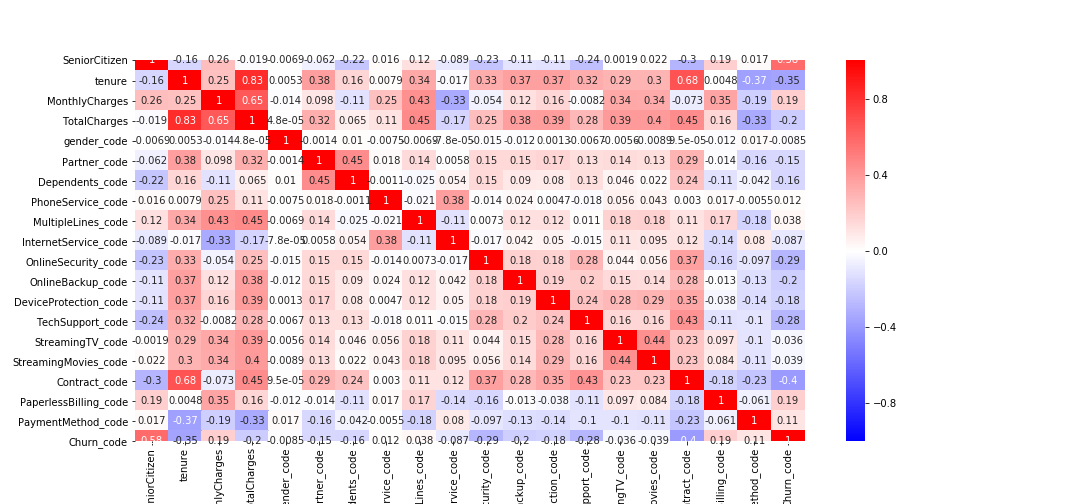 SeniorCitizen 1 -0.16 0.26 -0.019 -0.0069 -0.062 -0.22 0.016 0.12 -0.089 -0.23 -0.11 -0.11 -0.24 0.0019 0.022 -0.3 0.19 0.017 0.58
tenure -0.16 1 0.25 0.83 0.0053 0.38 0.16 0.0079 0.34 -0.017 0.33 0.37 0.37 0.32 0.29 0.3 0.68 0.0048 -0.37 -0.35
MonthlyCharges 0.26 0.25 1 0.65 -0.014 0.098 -0.11 0.25 0.43 -0.33 -0.054 0.12 0.16 -0.0082 0.34 0.34 -0.073 0.35 -0.19 0.19
TotalCharges -0.019 0.83 0.65 1 4.8e-05 0.32 0.065 0.11 0.45 -0.17 0.25 0.38 0.39 0.28 0.39 0.4 0.45 0.16 -0.33 -0.2
gender_code -0.0069 0.0053 -0.014 4.8e-05 1 -0.0014 0.01 -0.0075 -0.0069 -7.8e-05 -0.015 -0.012 0.0013 -0.0067 -0.0056 -0.0089 9.5e-05 -0.012 0.017 -0.0085
Partner_code -0.062 0.38 0.098 0.32 -0.0014 1 0.45 0.018 0.14 0.0058 0.15 0.15 0.17 0.13 0.14 0.13 0.29 -0.014 -0.16 -0.15
Dependents_code -0.22 0.16 -0.11 0.065 0.01 0.45 1 -0.0011 -0.025 0.054 0.15 0.09 0.08 0.13 0.046 0.022 0.24 -0.11 -0.042 -0.16
PhoneService_code 0.016 0.0079 0.25 0.11 -0.0075 0.018 -0.0011 1 -0.021 0.38 -0.014 0.024 0.0047 -0.018 0.056 0.043 0.003 0.017 -0.0055 0.012
MultipleLines_code 0.12 0.34 0.43 0.45 -0.0069 0.14 -0.025 -0.021 1 -0.11 0.0073 0.12 0.12 0.011 0.18 0.18 0.11 0.17 -0.18 0.038
InternetService_code -0.089 -0.017 -0.33 -0.17 -7.8e-05 0.0058 0.054 0.38 -0.11 1 -0.017 0.042 0.05 -0.015 0.11 0.095 0.12 -0.14 0.08 -0.087
OnlineSecurity_code -0.23 0.33 -0.054 0.25 -0.015 0.15 0.15 -0.014 0.0073 -0.017 1 0.18 0.18 0.28 0.044 0.056 0.37 -0.16 -0.097 -0.29
OnlineBackup_code -0.11 0.37 0.12 0.38 -0.012 0.15 0.09 0.024 0.12 0.042 0.18 1 0.19 0.2 0.15 0.14 0.28 -0.013 -0.13 -0.2
DeviceProtection_code -0.11 0.37 0.16 0.39 0.0013 0.17 0.08 0.0047 0.12 0.05 0.18 0.19 1 0.24 0.28 0.29 0.35 -0.038 -0.14 -0.18
TechSupport_code -0.24 0.32 -0.0082 0.28 -0.0067 0.13 0.13 -0.018 0.011 -0.015 0.28 0.2 0.24 1 0.16 0.16 0.43 -0.11 -0.1 -0.28
StreamingTV_code -0.0019 0.29 0.34 0.39 -0.0056 0.14 0.046 0.056 0.18 0.11 0.044 0.15 0.28 0.16 1 0.44 0.23 0.097 -0.1 -0.036
StreamingMovies_code 0.022 0.3 0.34 0.4 -0.0089 0.13 0.022 0.043 0.18 0.095 0.056 0.14 0.29 0.16 0.44 1 0.23 0.084 -0.11 -0.039
Contract_code -0.3 0.68 -0.073 0.45 9.5e-05 0.29 0.24 0.003 0.11 0.12 0.37 0.28 0.35 0.43 0.23 0.23 1 -0.18 -0.23 -0.4
PaperlessBilling_code 0.19 0.0048 0.35 0.16 -0.012 -0.014 -0.11 0.017 0.17 -0.14 -0.16 -0.013 -0.038 -0.11 0.097 0.084 -0.18 1 -0.061 0.19
PaymentMethod_code 0.017 -0.37 -0.19 -0.33 0.017 -0.16 -0.042 -0.0055 -0.18 0.08 -0.097 -0.13 -0.14 -0.1 -0.1 -0.11 -0.23 -0.061 1 0.11
Churn_code 0.58 -0.35 0.19 -0.2 -0.0085 -0.15 -0.16 0.012 0.038 -0.087 -0.29 -0.2 -0.18 -0.28 -0.036 -0.039 -0.4 0.19 0.11 1
niorCitizen tenure nlyCharges talCharges ender_code rtner_code dents_code ervice_code Lines_code ervice_code curity_code ackup_code ection_code pport_code ngTV_code ovies_code tract_code illing_code ethod_code Churn_code
0.8
0.4
0.0
−0.4
−0.8